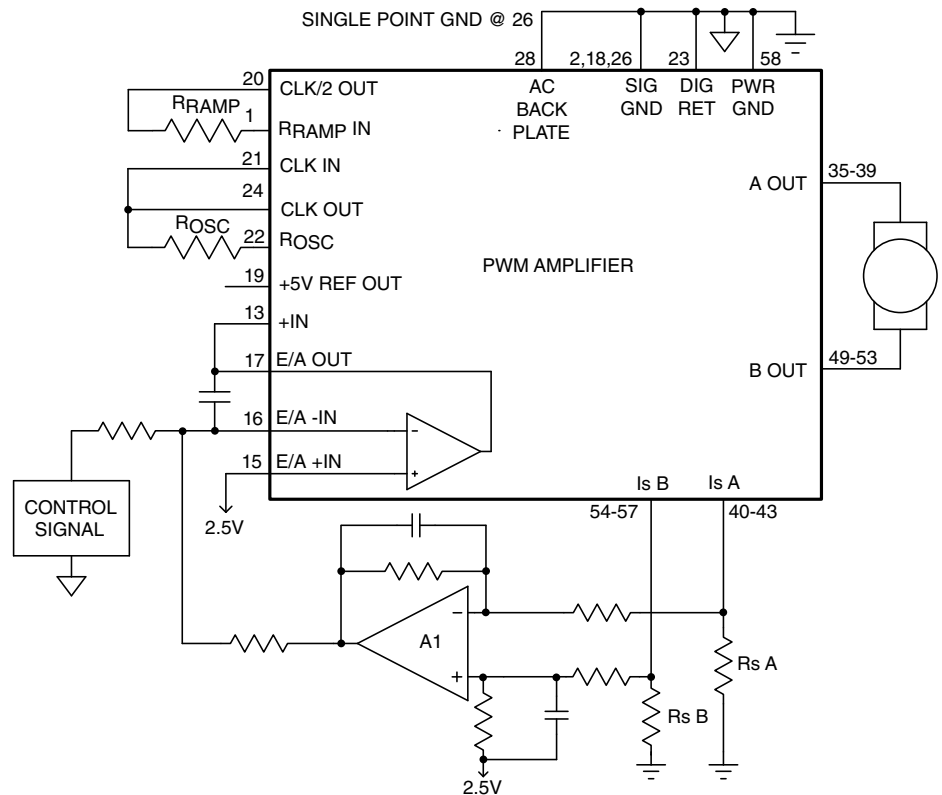 SINGLE POINT GND @ 26
28
2,18,26
23
58
AC
BACK
PLATE
SIG
GND
DIG
RET
PWR
GND
20
CLK/2 OUT
RRAMP
1
RRAMP IN
21
CLK IN
24
CLK OUT
ROSC
22
ROSC
19
+5V REF OUT
13
+IN
17
E/A OUT
16
E/A -IN
15
E/A +IN
2.5V
CONTROL
SIGNAL
PWM AMPLIFIER
A OUT
35-39
B OUT
49-53
Is B
Is A
54-57
40-43
−
+
A1
−
+
Rs A
Rs B
2.5V